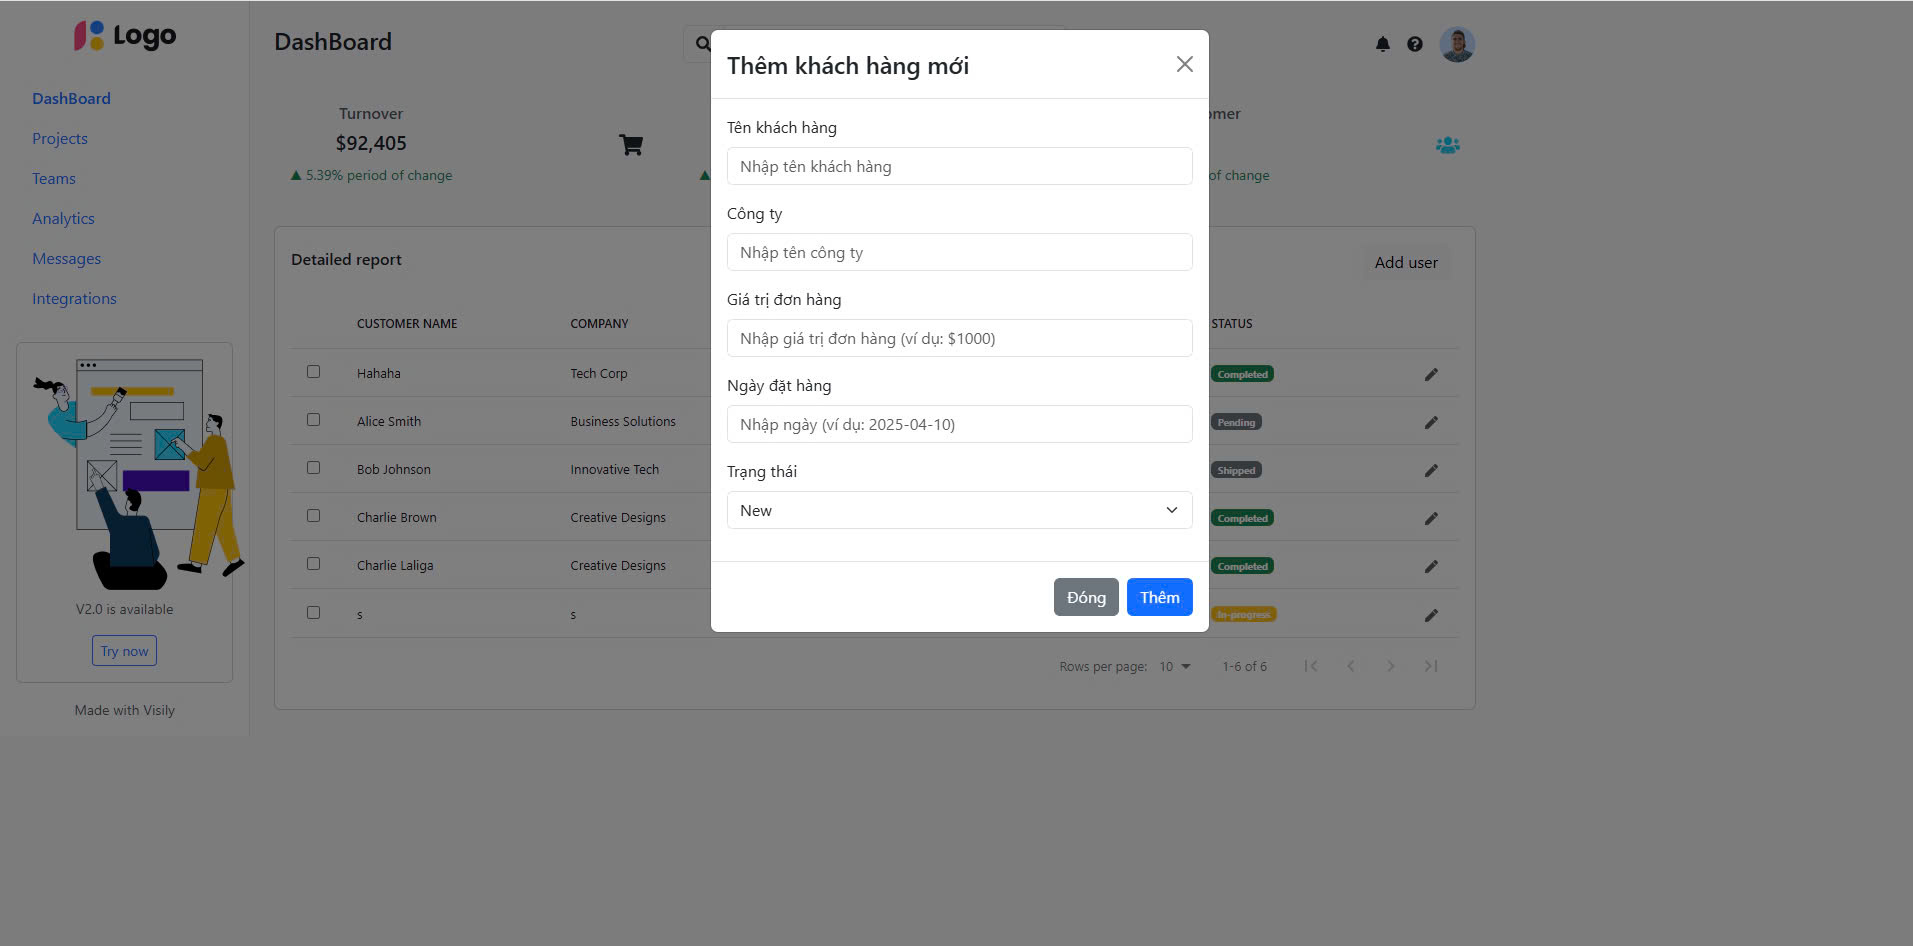 Logo
DashBoard
Projects
Teams
Analytics
Messages
Integrations
V2.0 is available
Try now
Made with Visily
DashBoard
Turnover
$92,405
5.39% period of change
of change
Detailed report
Add user
CUSTOMER NAME COMPANY STATUS
Hahaha Tech Corp Completed
Alice Smith Business Solutions Pending
Bob Johnson Innovative Tech Shipped
Charlie Brown Creative Designs Completed
Charlie Laliga Creative Designs Completed
s s In-progress
Rows per page: 10 1-6 of 6
Thêm khách hàng mới
Tên khách hàng
Nhập tên khách hàng
Công ty
Nhập tên công ty
Giá trị đơn hàng
Nhập giá trị đơn hàng (ví dụ: $1000)
Ngày đặt hàng
Nhập ngày (ví dụ: 2025-04-10)
Trạng thái
New
Đóng Thêm